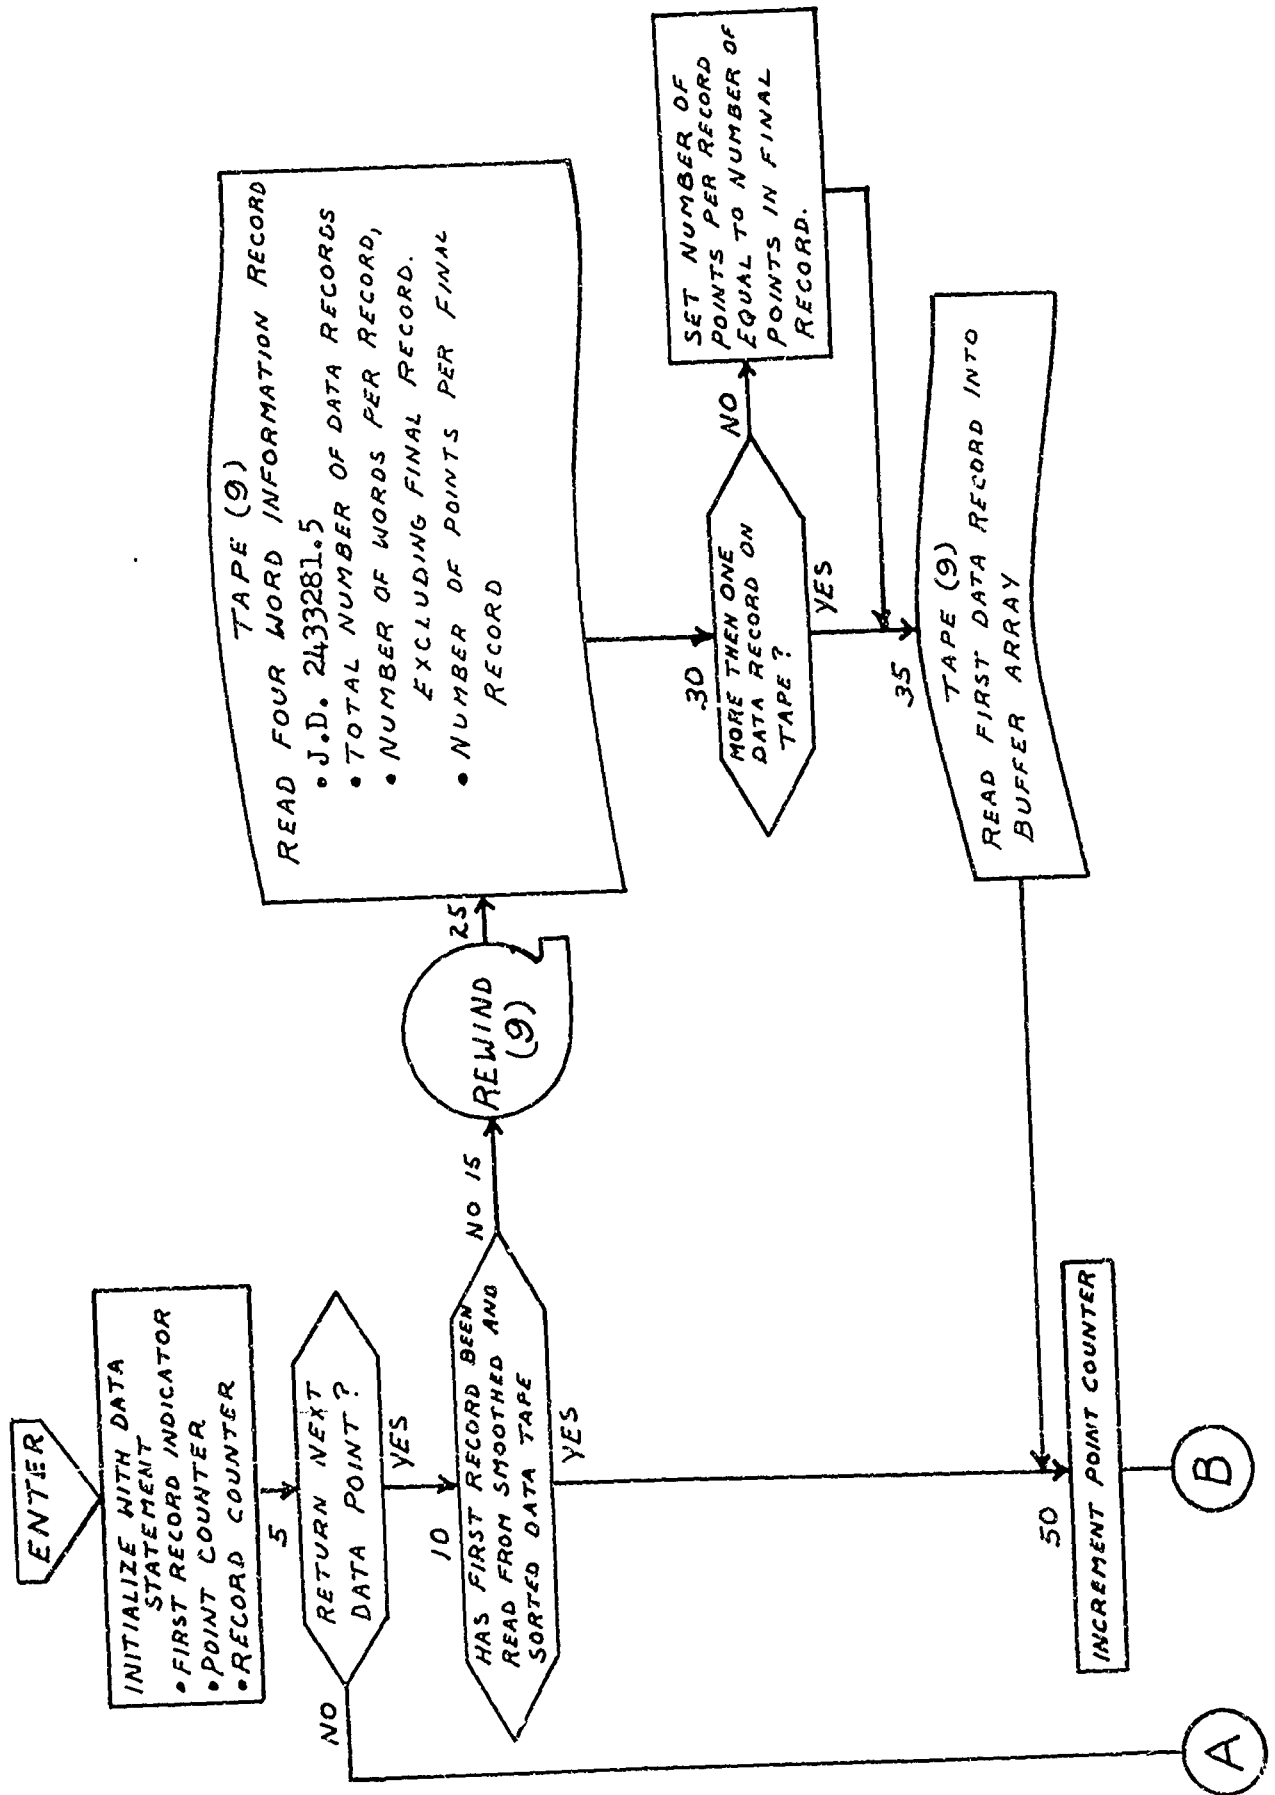 ENTER
INITIALIZE WITH DATA
STATEMENT
• FIRST RECORD INDICATOR
• POINT COUNTER
• RECORD COUNTER
5
RETURN NEXT
DATA POINT?
NO
YES
10
HAS FIRST RECORD BEEN
READ FROM SMOOTHED AND
SORTED DATA TAPE
NO 15
YES
REWIND
(9)
25
TAPE (9)
READ FOUR WORD INFORMATION RECORD
• J.D. 2433281.5
• TOTAL NUMBER OF DATA RECORDS
• NUMBER OF WORDS PER RECORD,
EXCLUDING FINAL RECORD.
• NUMBER OF POINTS PER FINAL
RECORD
30
MORE THEN ONE
DATA RECORD ON
TAPE?
NO
YES
SET NUMBER OF
POINTS PER RECORD
EQUAL TO NUMBER OF
POINTS IN FINAL
RECORD.
35
TAPE (9)
READ FIRST DATA RECORD INTO
BUFFER ARRAY
50
INCREMENT POINT COUNTER
A
B